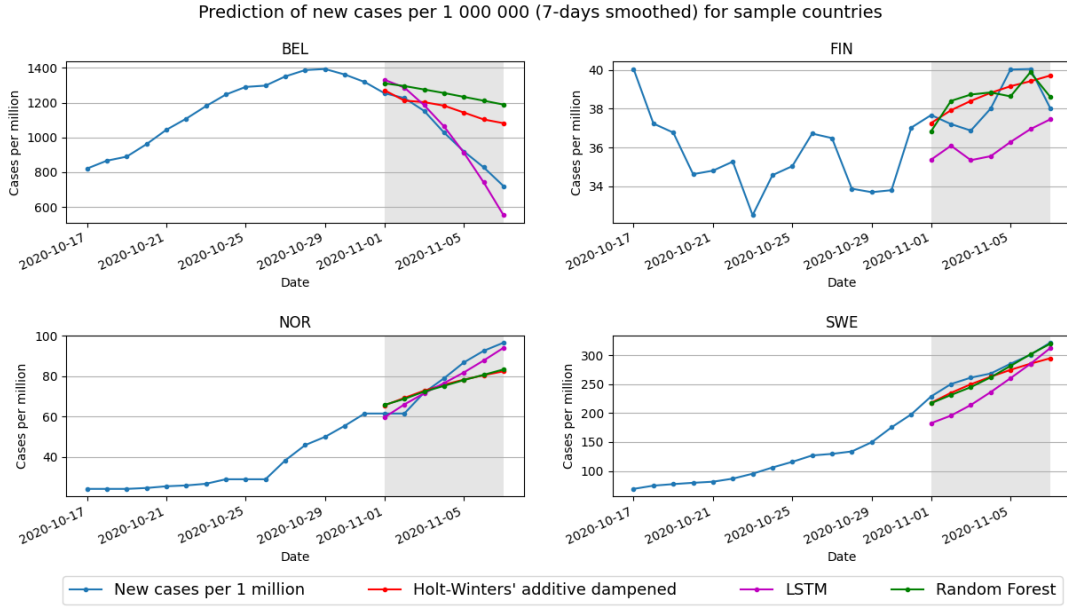 Prediction of new cases per 1 000 000 (7-days smoothed) for sample countries
BEL
1400
1200
1000
800
600
Cases per million
2020-10-17
2020-10-21
2020-10-25
2020-10-29
2020-11-01
2020-11-05
Date
FIN
40
38
36
34
Cases per million
2020-10-17
2020-10-21
2020-10-25
2020-10-29
2020-11-01
2020-11-05
Date
NOR
100
80
60
40
Cases per million
2020-10-17
2020-10-21
2020-10-25
2020-10-29
2020-11-01
2020-11-05
Date
SWE
300
250
200
150
100
Cases per million
2020-10-17
2020-10-21
2020-10-25
2020-10-29
2020-11-01
2020-11-05
Date
New cases per 1 million
Holt-Winters' additive dampened
LSTM
Random Forest